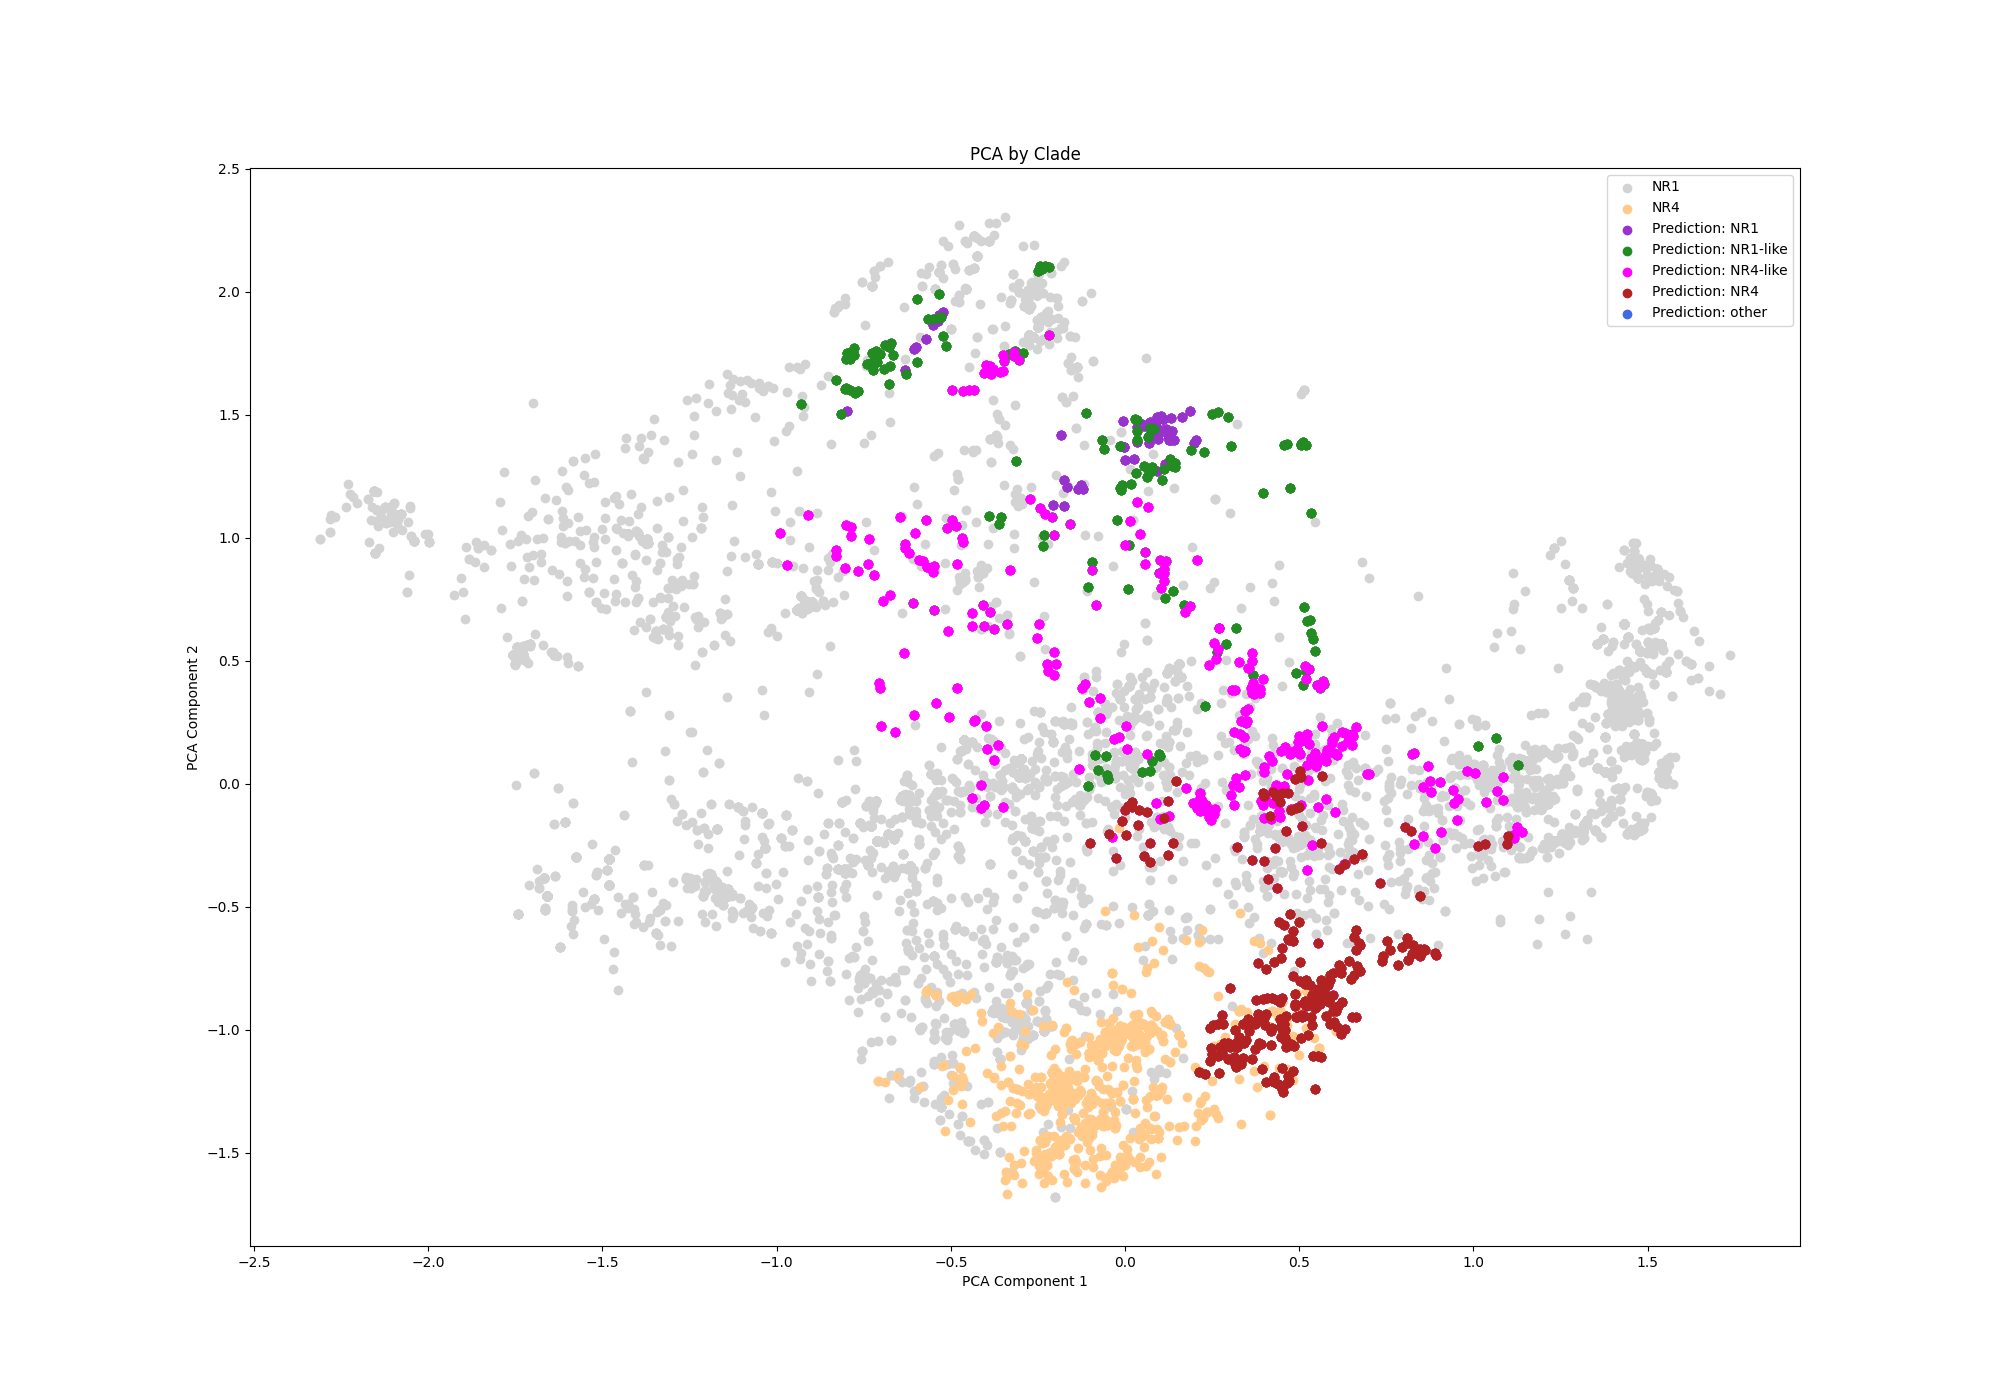 PCA by Clade
NR1
NR4
Prediction: NR1
Prediction: NR1-like
Prediction: NR4-like
Prediction: NR4
Prediction: other
PCA Component 2
2.5
2.0
1.5
1.0
0.5
0.0
−0.5
−1.0
−1.5
−2.5 −2.0 −1.5 −1.0 −0.5 0.0 0.5 1.0 1.5
PCA Component 1